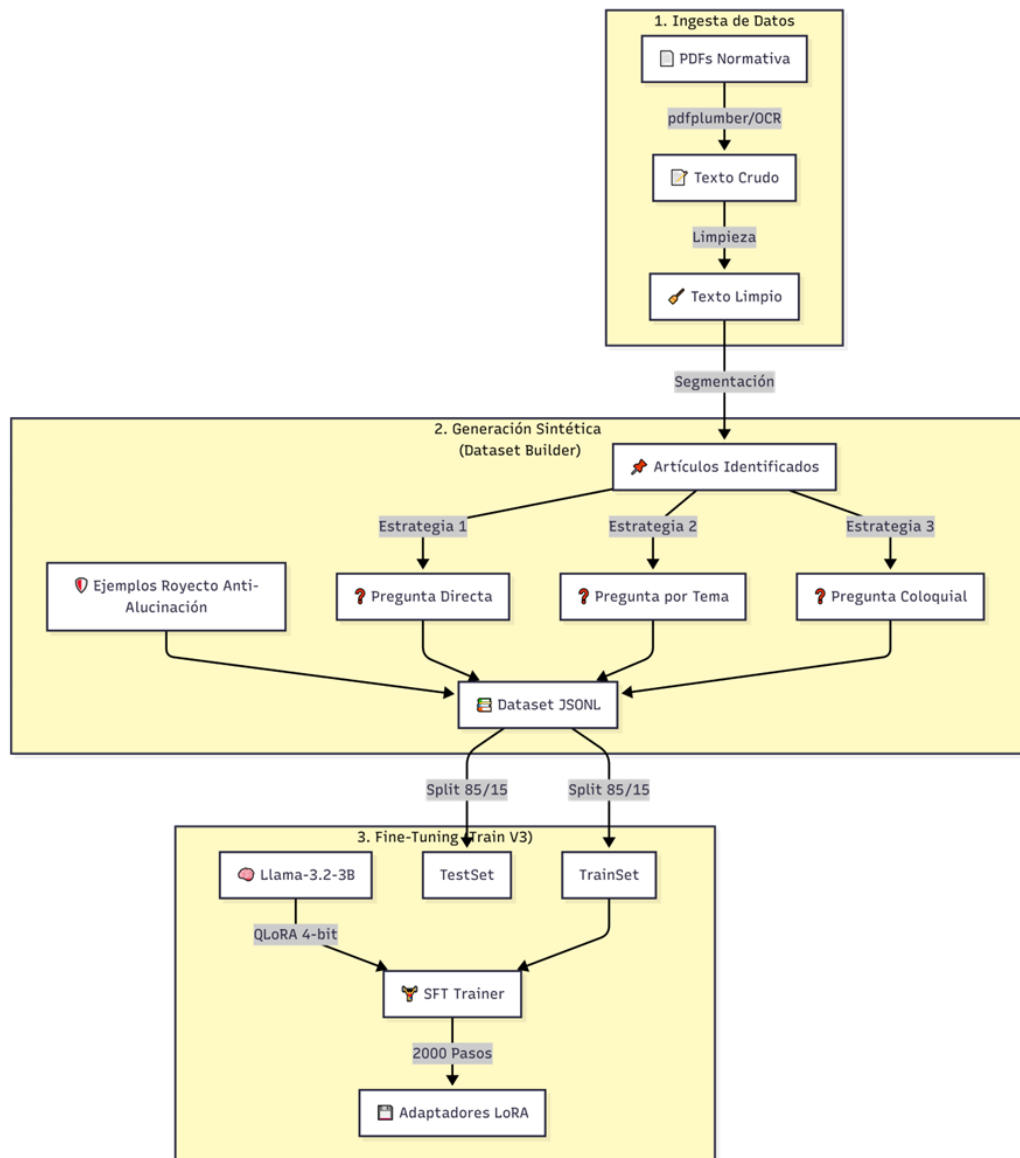 1. Ingesta de Datos
📄 PDFs Normativa
pdfplumber/OCR
📝 Texto Crudo
Limpieza
🧹 Texto Limpio
Segmentación
2. Generación Sintética
(Dataset Builder)
📌 Artículos Identificados
Estrategia 1
Estrategia 2
Estrategia 3
🛡️ Ejemplos Royecto Anti-
Alucinación
❓ Pregunta Directa
❓ Pregunta por Tema
❓ Pregunta Coloquial
📚 Dataset JSONL
Split 85/15
Split 85/15
3. Fine-Tuning (Train V3)
🧠 Llama-3.2-3B
TestSet
TrainSet
QLoRA 4-bit
🏋️ SFT Trainer
2000 Pasos
💾 Adaptadores LoRA